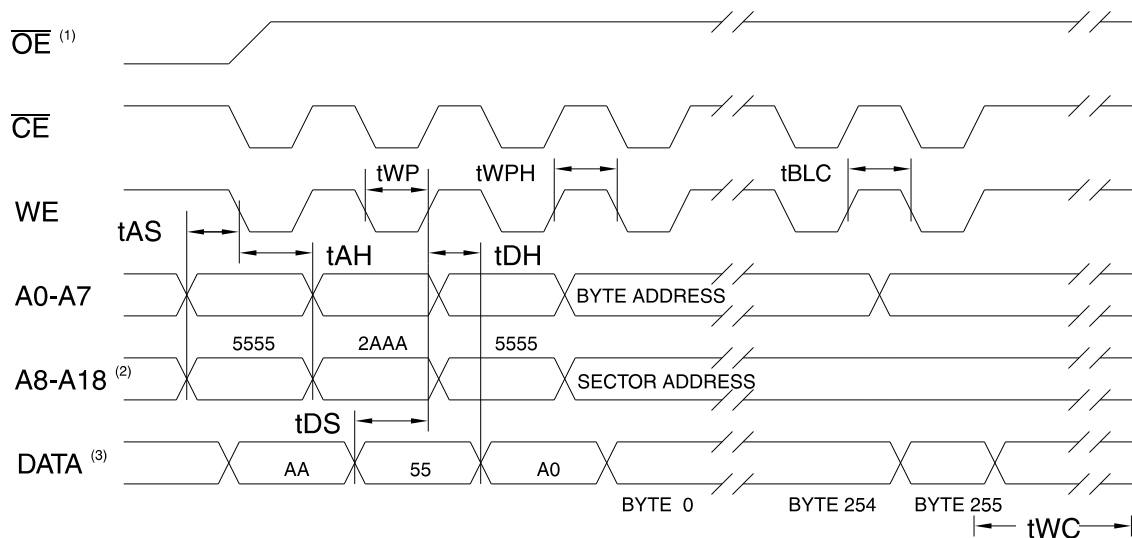 OE (1)
CE
tWP tWPH tBLC
WE
tAS
tAH tDH
A0-A7 BYTE ADDRESS
5555 2AAA 5555
A8-A18 (2) SECTOR ADDRESS
tDS
DATA (3) AA 55 A0
BYTE 0 BYTE 254 BYTE 255
tWC